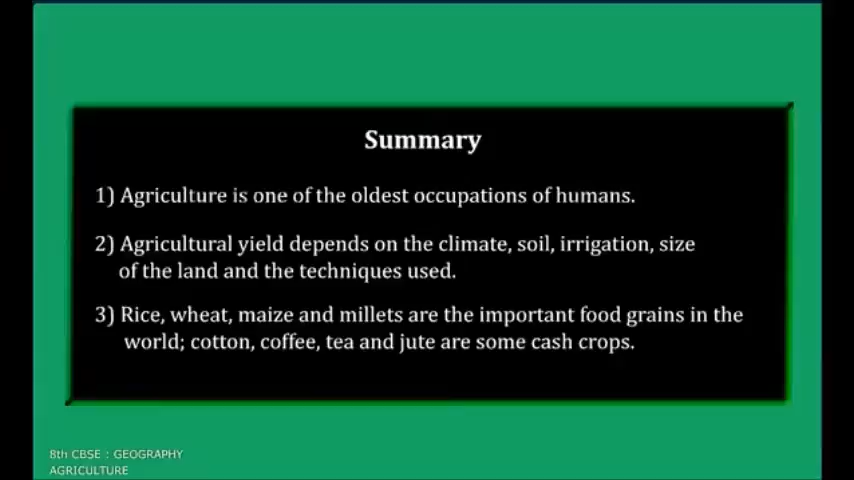 Summary
1) Agriculture is one of the oldest occupations of humans.
2) Agricultural yield depends on the climate, soil, irrigation, size
of the land and the techniques used.
3) Rice, wheat, maize and millets are the important food grains in the
world; cotton, coffee, tea and jute are some cash crops.
8th CBSE : GEOGRAPHY
AGRICULTURE